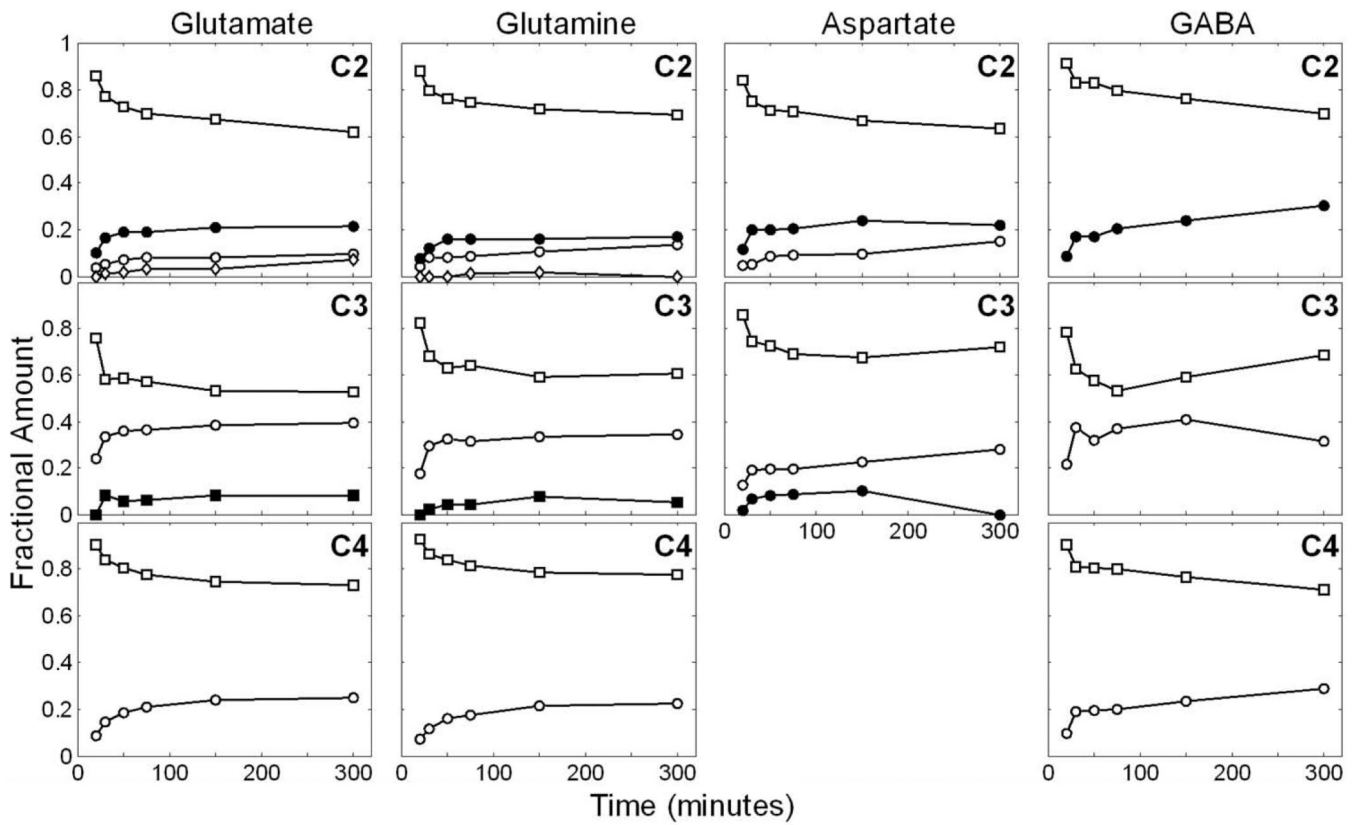 Glutamate Glutamine Aspartate GABA
1 C2 C2 C2 C2
0.8
0.6
0.4
0.2
0
C3 C3 C3 C3
0.8
0.6
0.4
0.2
0
0 100 200 300
C4 C4 C4
0.8
0.6
0.4
0.2
0
0 100 200 300 0 100 200 300 0 100 200 300
Fractional Amount
Time (minutes)